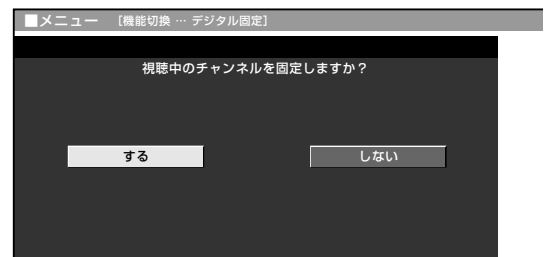 ■メニュー [機能切換 … デジタル固定]
視聴中のチャンネルを固定しますか？
する
しない